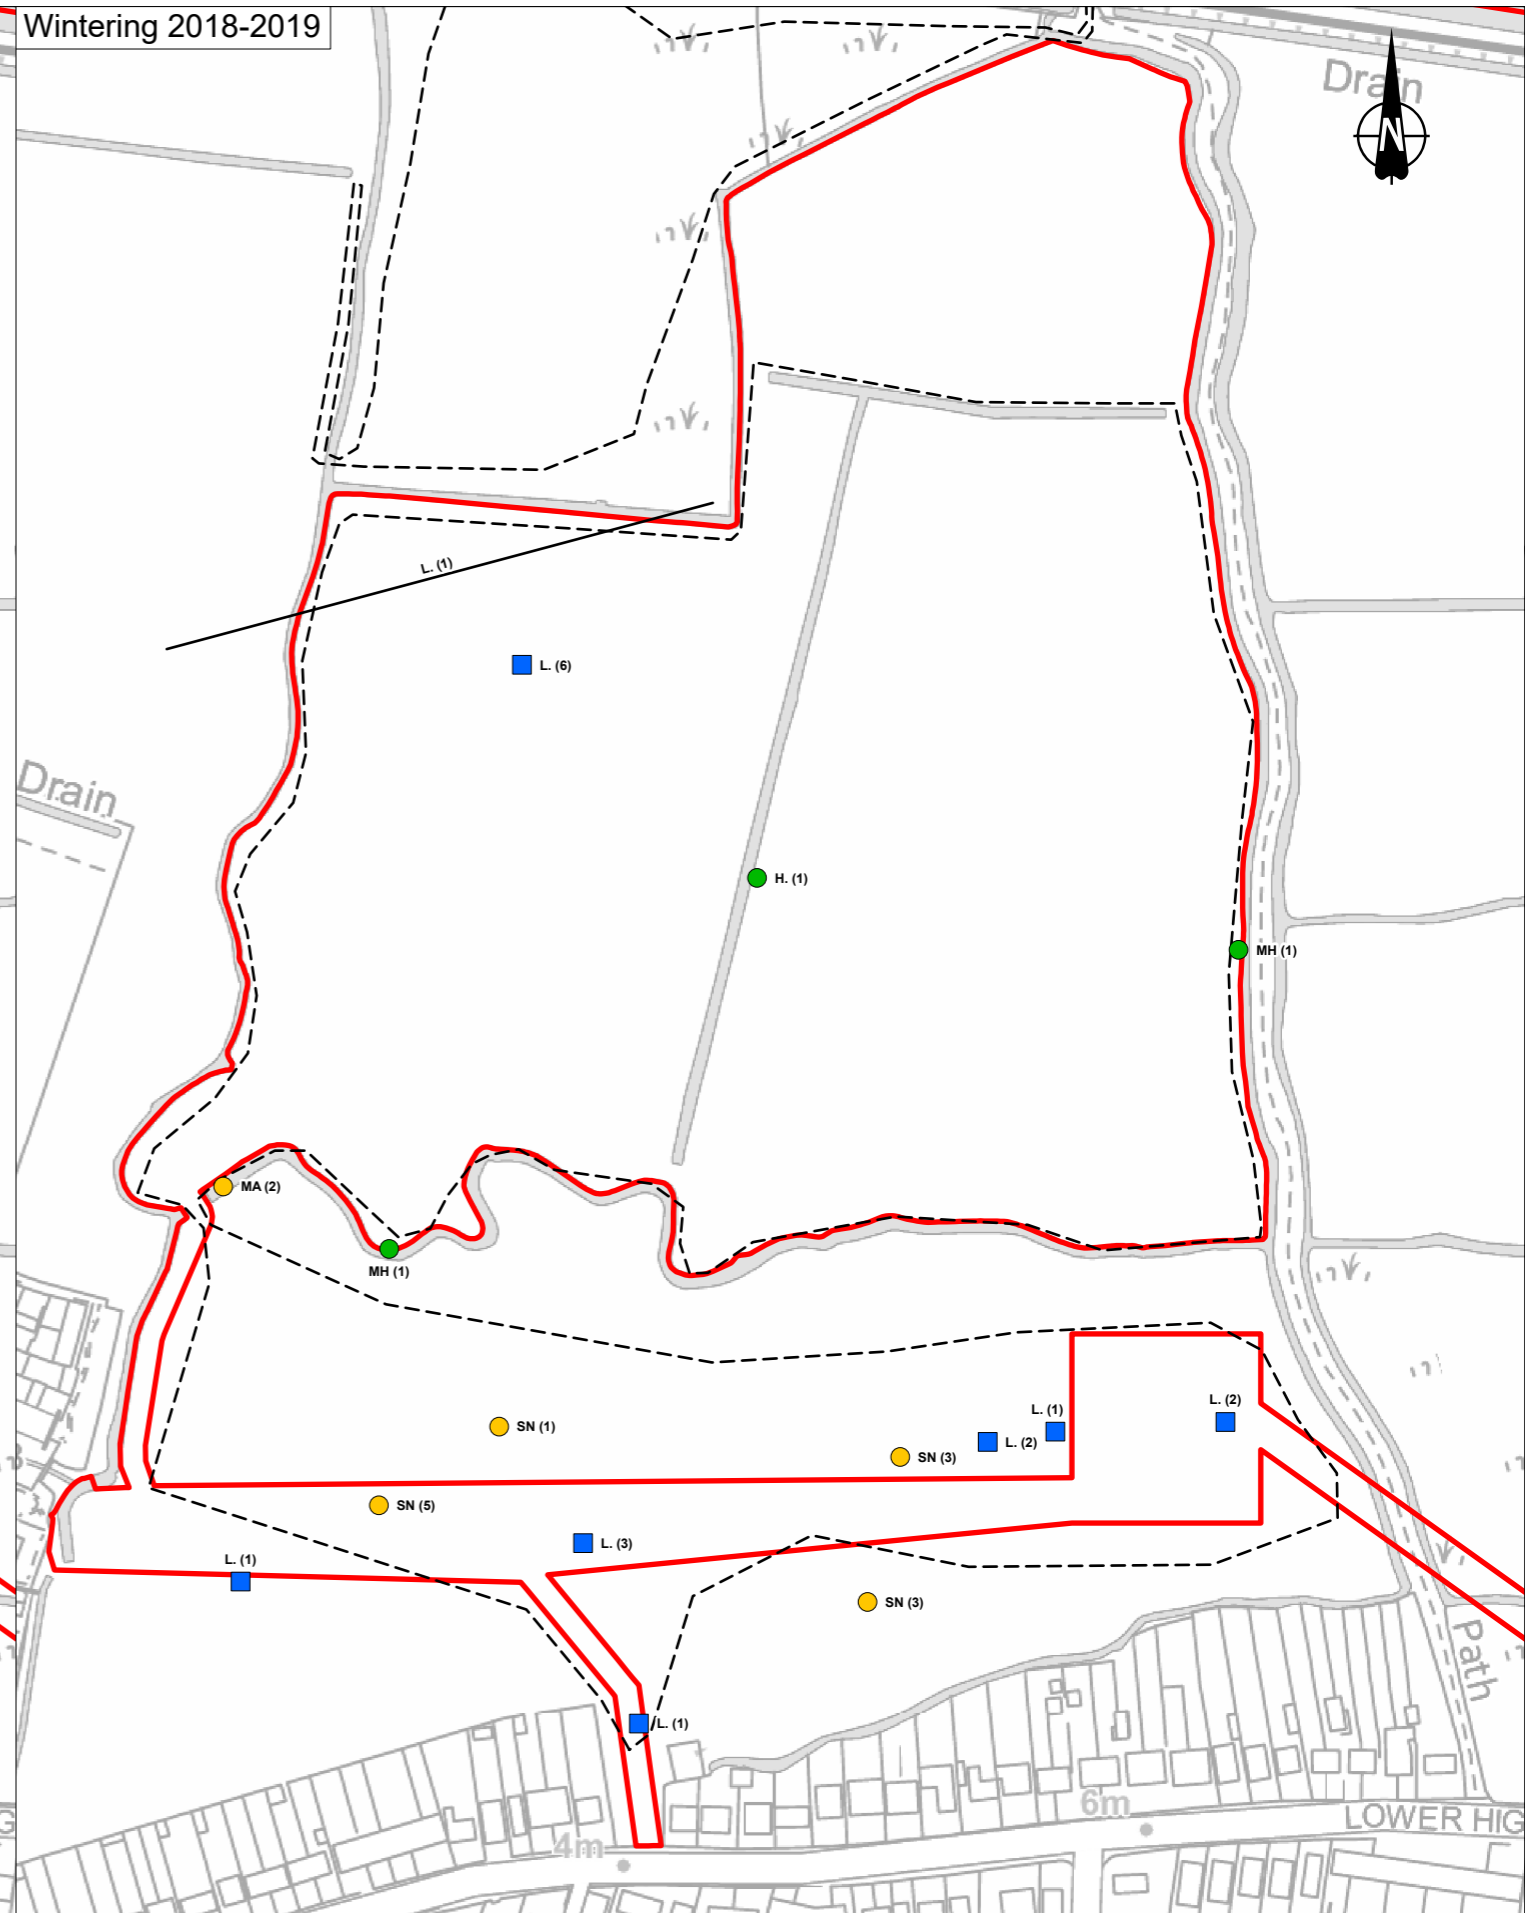 Wintering 2018-2019
Drain
N
L. (1)
L. (6)
Drain
H. (1)
MH (1)
MA (2)
MH (1)
L. (2)
L. (1)
SN (1)
L. (2)
SN (3)
SN (5)
L. (3)
L. (1)
SN (3)
Path
L. (1)
6m
LOWER HIG
4m